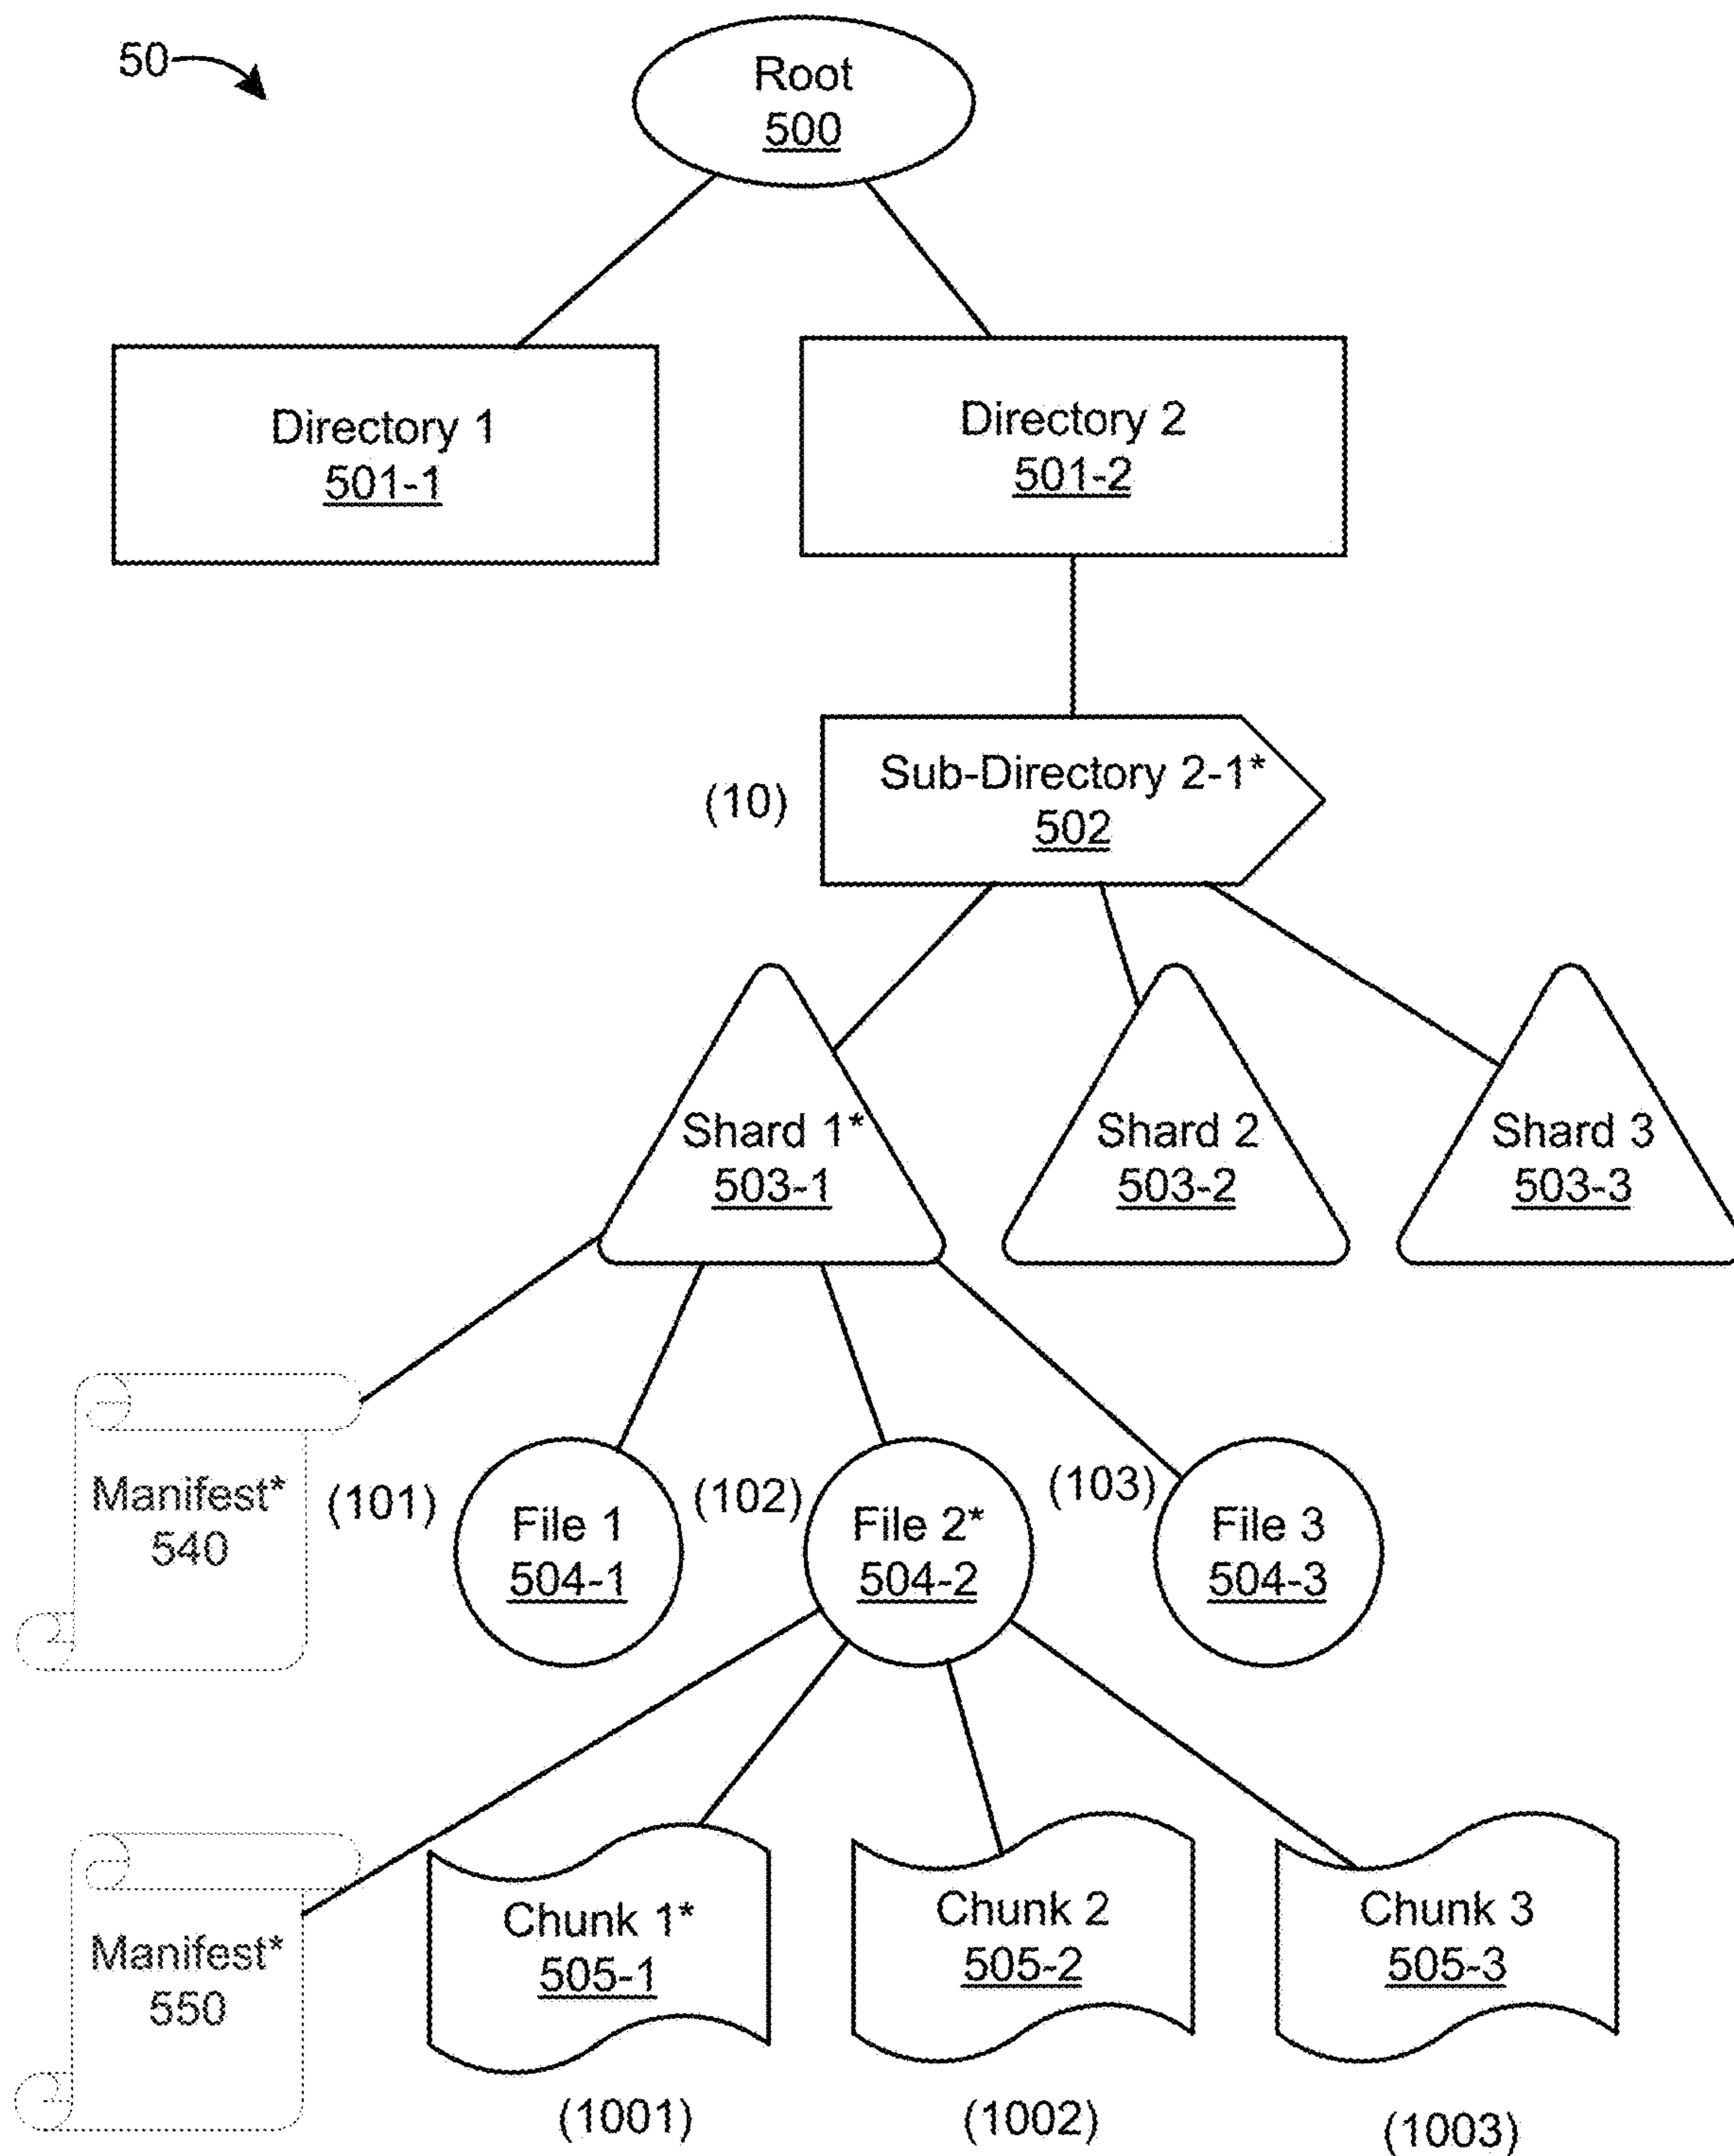 50
Root
500
Directory 1
501-1
Directory 2
501-2
(10)
Sub-Directory 2-1*
502
Shard 1*
503-1
Shard 2
503-2
Shard 3
503-3
Manifest*
540
(101)
File 1
504-1
(102)
File 2*
504-2
(103)
File 3
504-3
Manifest*
550
Chunk 1*
505-1
Chunk 2
505-2
Chunk 3
505-3
(1001)
(1002)
(1003)